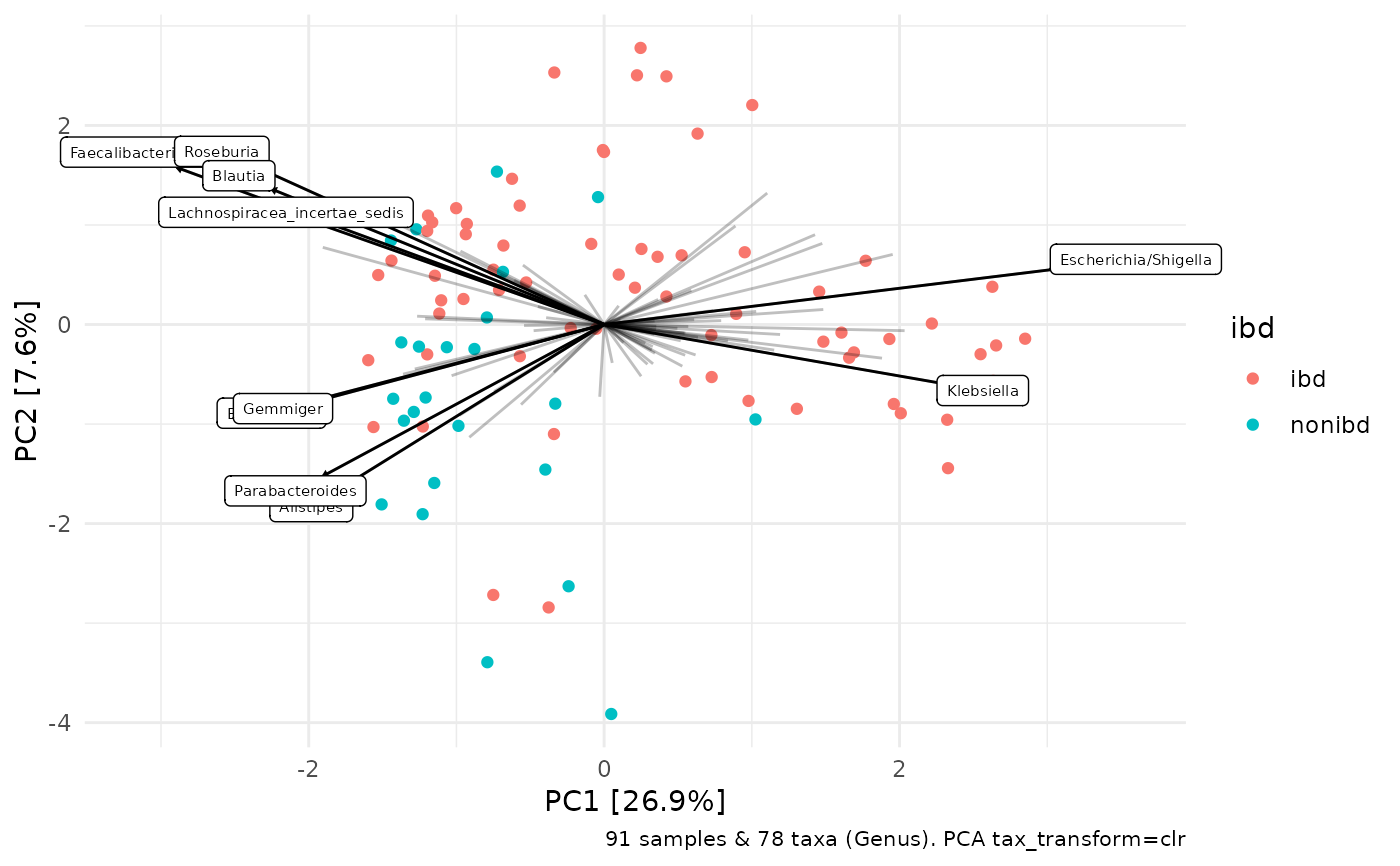 2
0
-2
-4
PC2 [7.6%]
Faecalibacteri
Roseburia
Blautia
Lachnospiracea_incertae_sedis
Escherichia/Shigella
Klebsiella
Gemmiger
Parabacteroides
Alistipes
ibd
ibd
nonibd
-2
0
2
PC1 [26.9%]
91 samples & 78 taxa (Genus). PCA tax_transform=clr